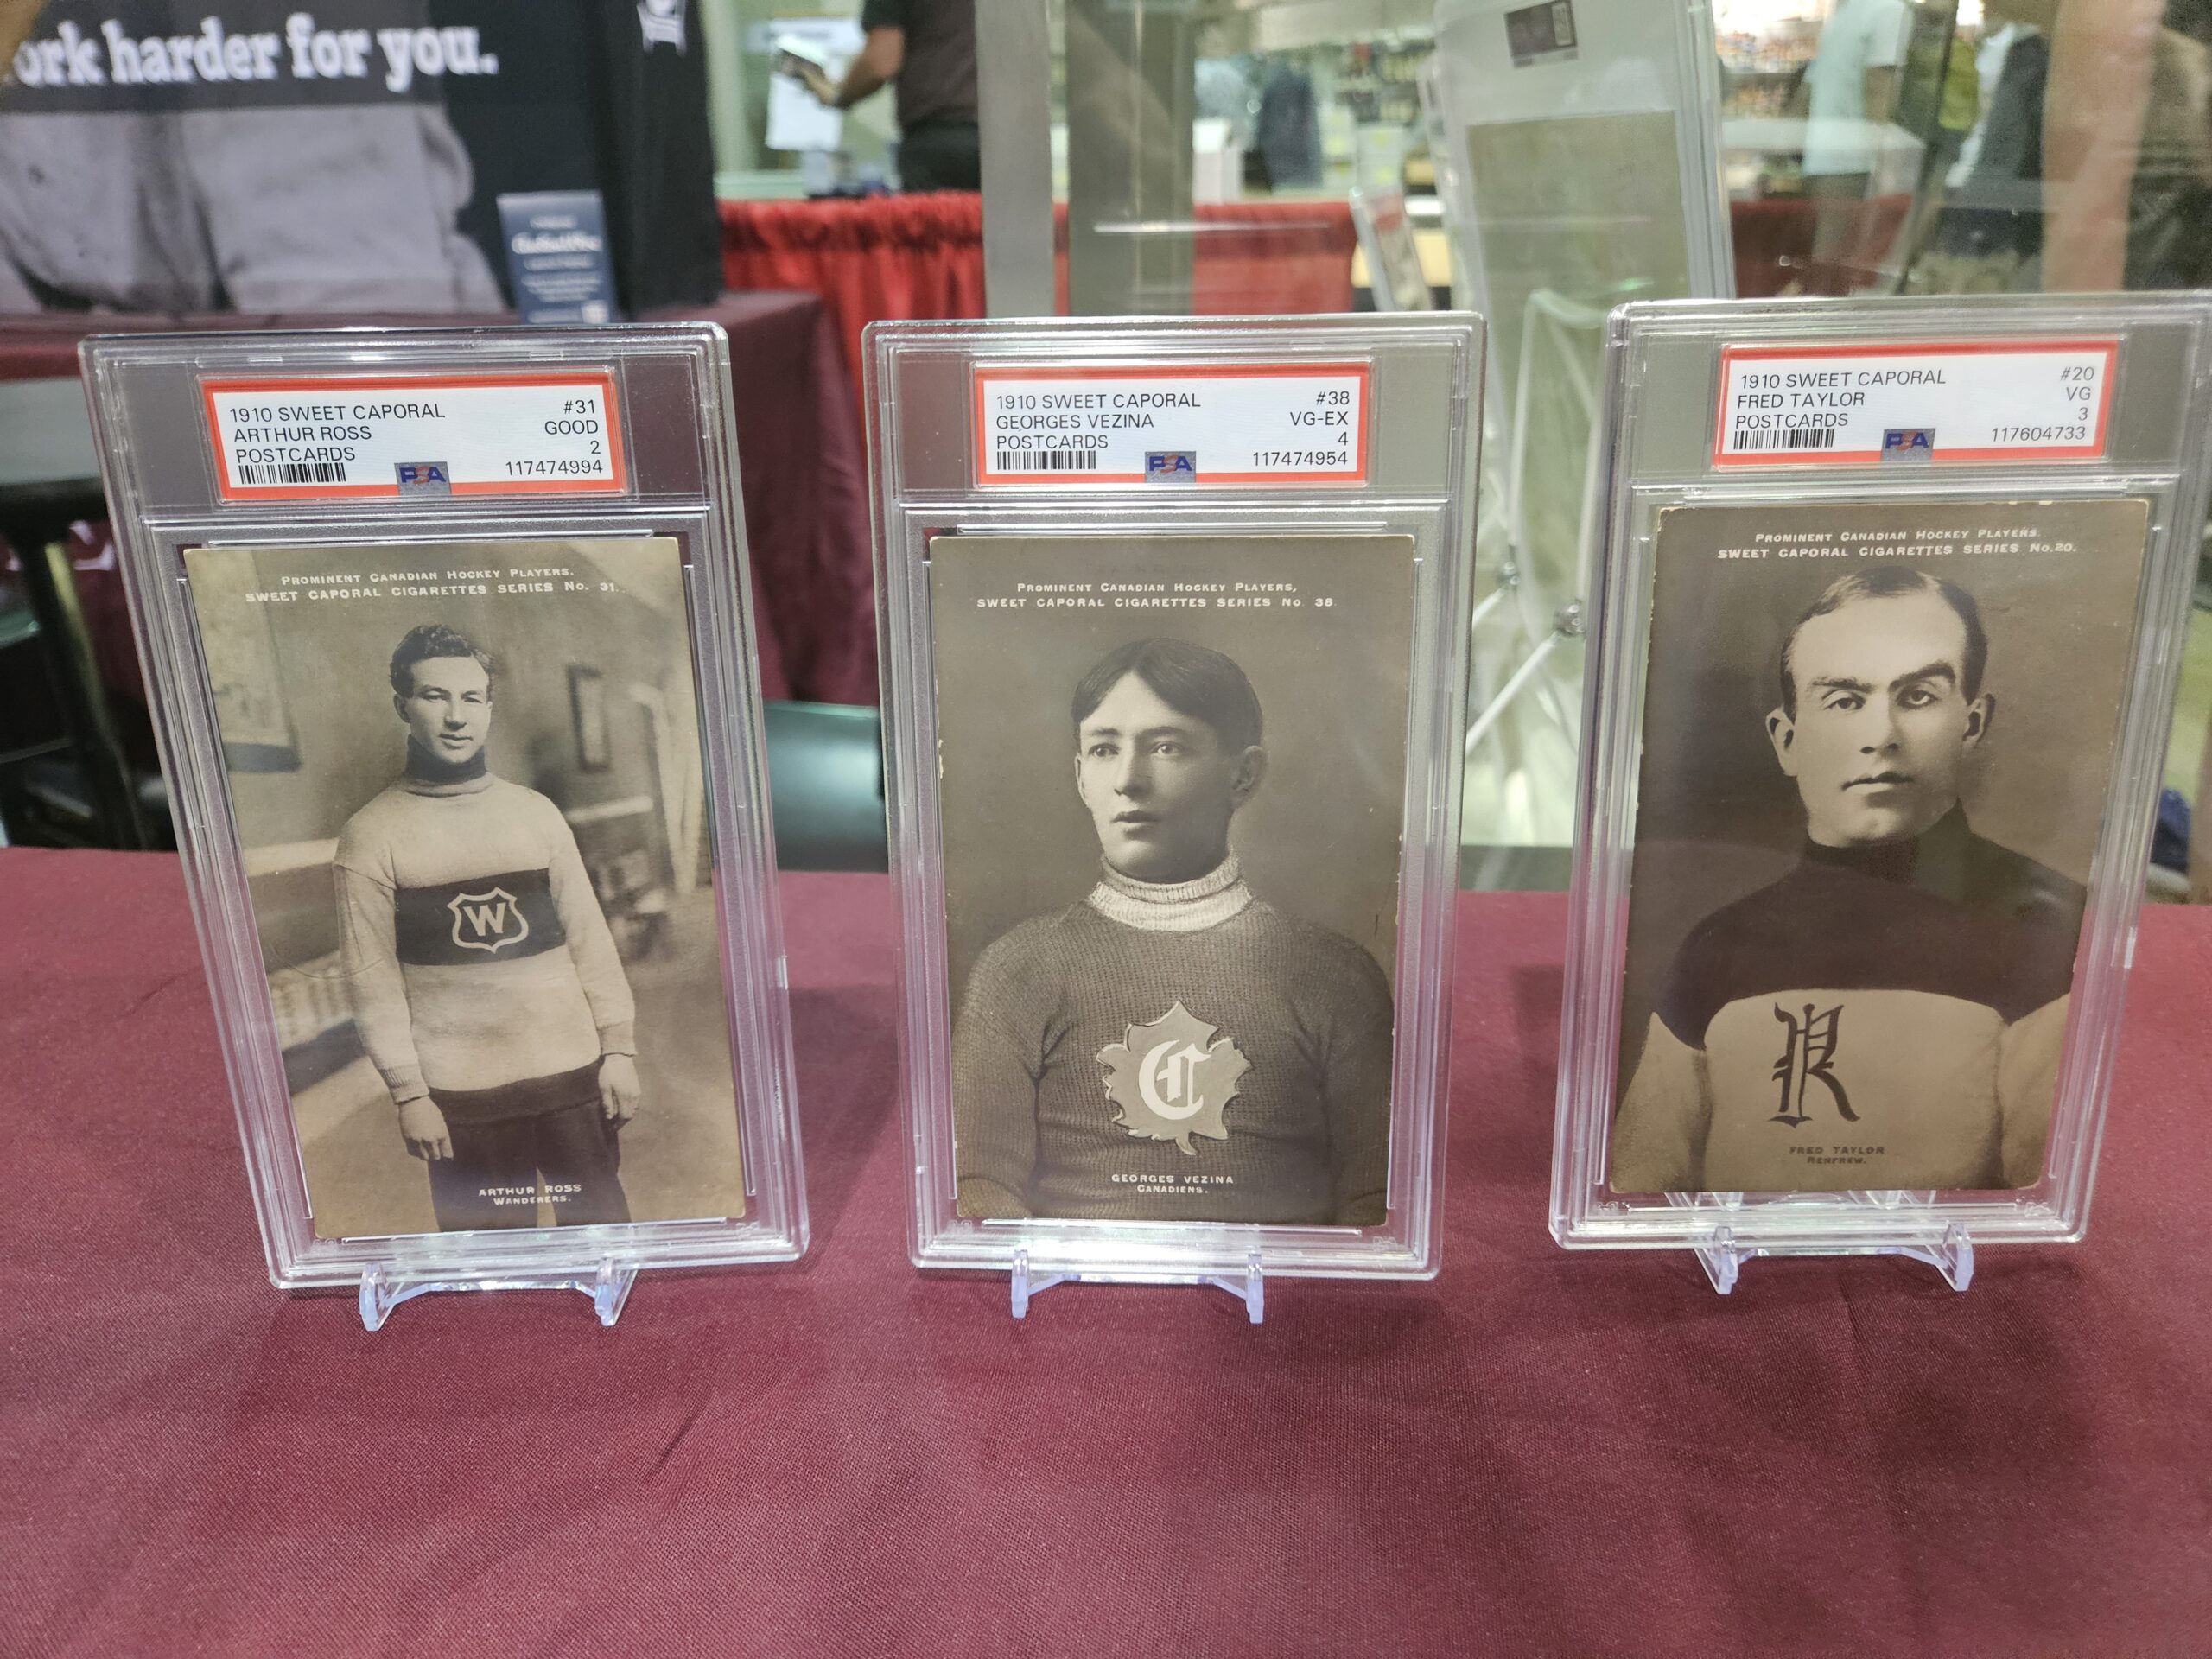 ork harder for you.
1910 SWEET CAPORAL #31
ARTHUR ROSS GOOD
POSTCARDS 2
PSA 117474994
PROMINENT CANADIAN HOCKEY PLAYERS.
SWEET CAPORAL CIGARETTES SERIES No. 31.
W
ARTHUR ROSS
WANDERERS.
1910 SWEET CAPORAL #38
GEORGES VEZINA VG-EX
POSTCARDS 4
PSA 117474954
PROMINENT CANADIAN HOCKEY PLAYERS,
SWEET CAPORAL CIGARETTES SERIES No. 38.
C
GEORGES VEZINA
CANADIENS.
1910 SWEET CAPORAL #20
FRED TAYLOR VG
POSTCARDS 3
PSA 117604733
PROMINENT CANADIAN HOCKEY PLAYERS.
SWEET CAPORAL CIGARETTES SERIES No. 20.
R
FRED TAYLOR
RENFREW.